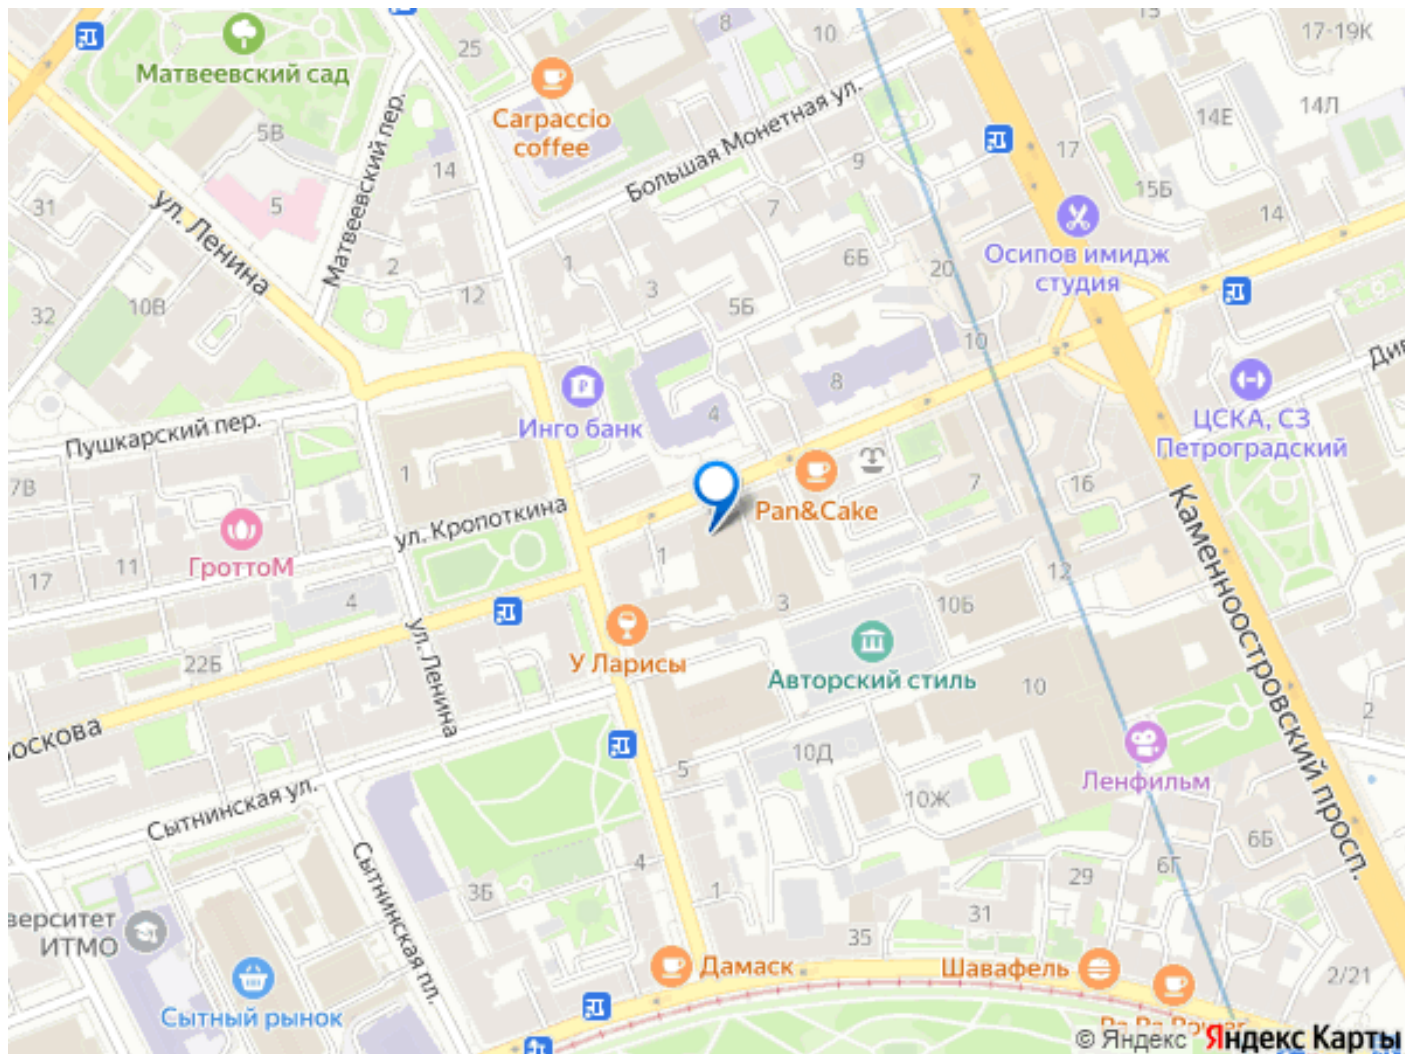 8
10
15
17-19К
25
Матвеевский сад
Carpaccio
coffee
14Е
14Л
Большая Монетная ул.
5В
Матвеевский пер.
14
9
17
15Б
31
5
7
14
ул. Ленина
Осипов имидж
студия
2
1
6Б
20
12
3
5Б
32
10В
10
Инго банк
4
8
ЦСКА, СЗ
Петроградский
Пушкарский пер.
7В
1
7
16
Pan&Cake
ул. Кропоткина
Каменноостровский просп.
ГроттоМ
17
11
4
1
3
12
10Б
У Ларисы
22Б
ул. Ленина
Авторский стиль
10
2
оскова
5
10Д
Ленфильм
10Ж
Сытнинская ул.
Сытнинская пл.
6Б
6Г
4
3Б
1
29
31
верситет
ИТМО
35
Дамаск
Шавафель
2/21
Сытный рынок
© Яндекс Яндекс Карты